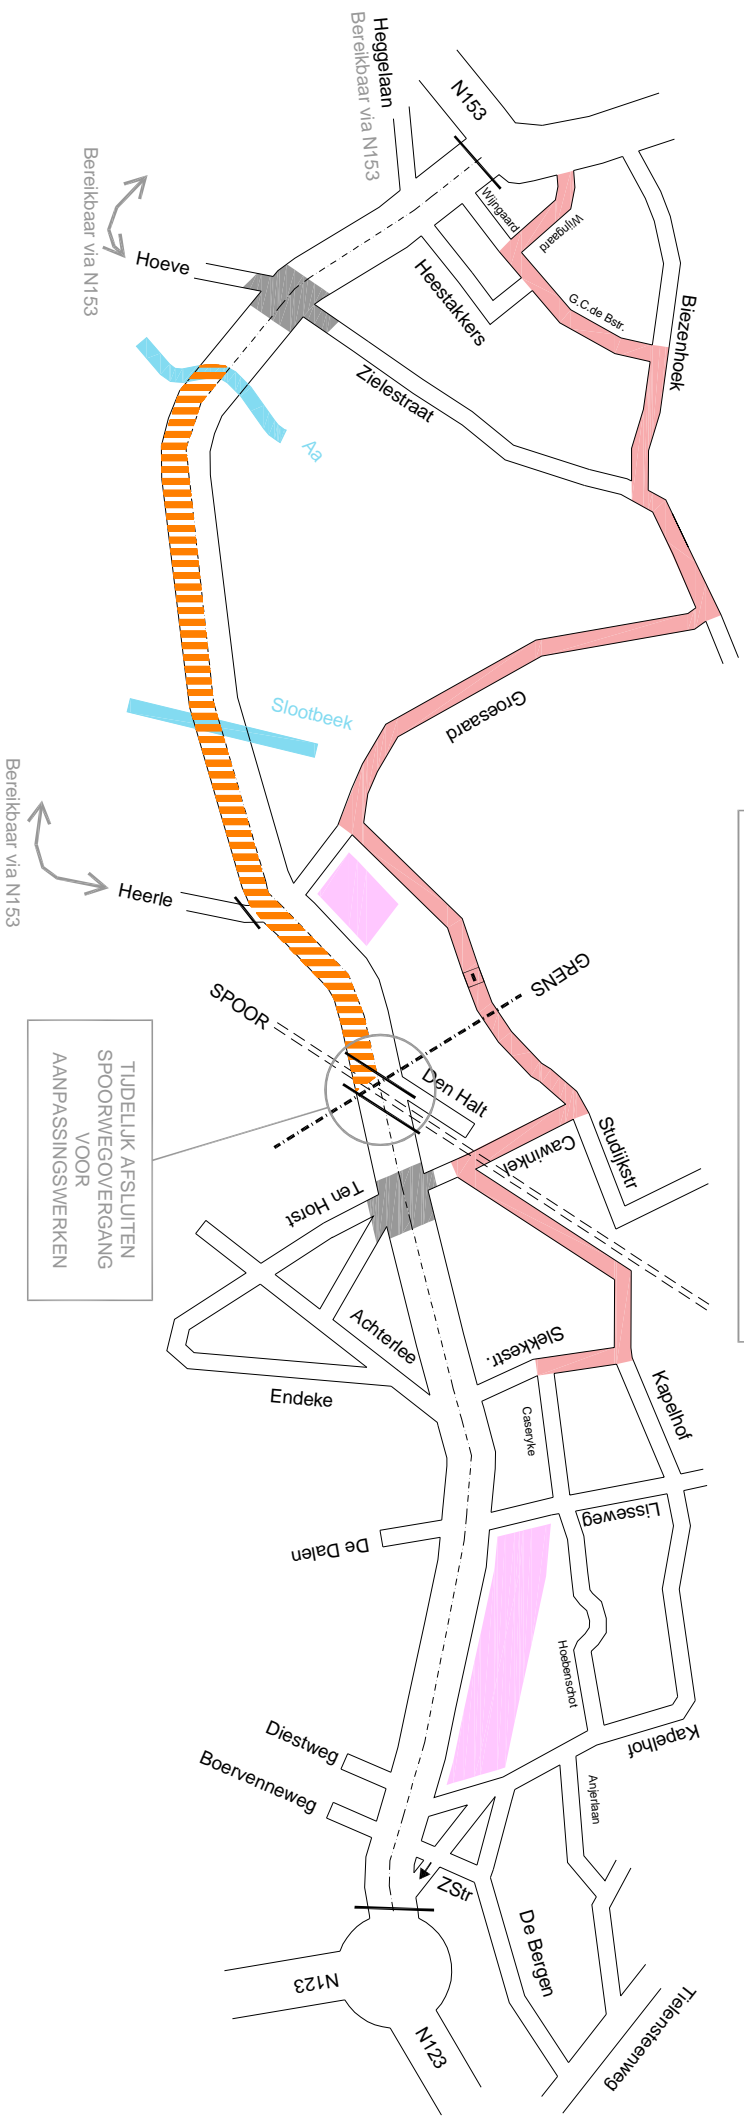 Heggelaan
Bereikbaar via N153
N153
Wijngaard
Wijngaard
Heestakkers
G.C.de Bstr.
Biezenhoek
Bereikbaar via N153
Hoeve
Zielestraat
Aa
Slootbeek
Groesaard
Bereikbaar via N153
Heerle
SPOOR
GRENS
Den Halt
Studijkstr
Cawinkel
TIJDELIJK AFSLUITEN
SPOORWEGOVERGANG
VOOR
AANPASSINGSWERKEN
Ten Horst
Achterlee
Endeke
Slekkestr.
Caseryke
Kapelhof
Lisseweg
De Dalen
Hoebenschot
Kapelhof
Diestweg
Boervenneweg
Anjerlaan
ZStr
De Bergen
N123
N123
Tielensteenweg